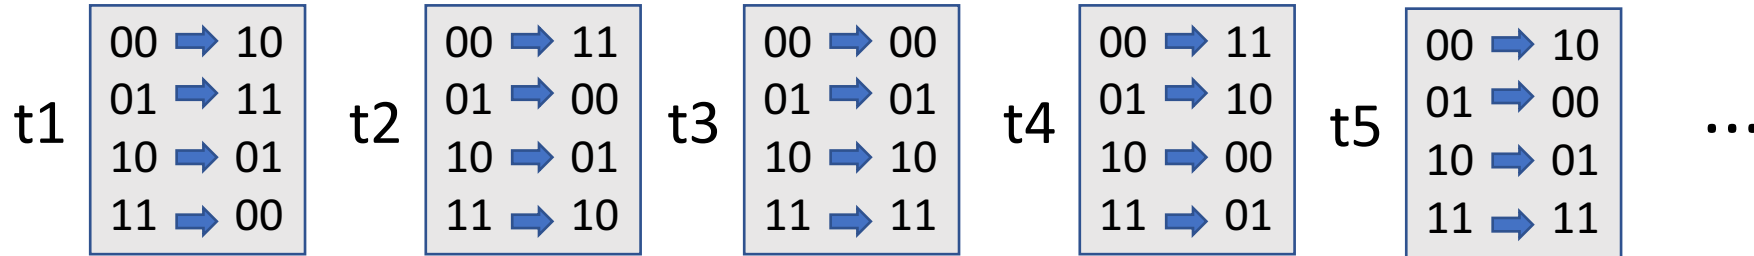 t1
00 ➡ 10
01 ➡ 11
10 ➡ 01
11 ➡ 00
t2
00 ➡ 11
01 ➡ 00
10 ➡ 01
11 ➡ 10
t3
00 ➡ 00
01 ➡ 01
10 ➡ 10
11 ➡ 11
t4
00 ➡ 11
01 ➡ 10
10 ➡ 00
11 ➡ 01
t5
00 ➡ 10
01 ➡ 00
10 ➡ 01
11 ➡ 11
...